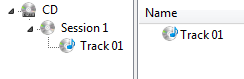 CD
Session 1
Track 01
Name
Track 01